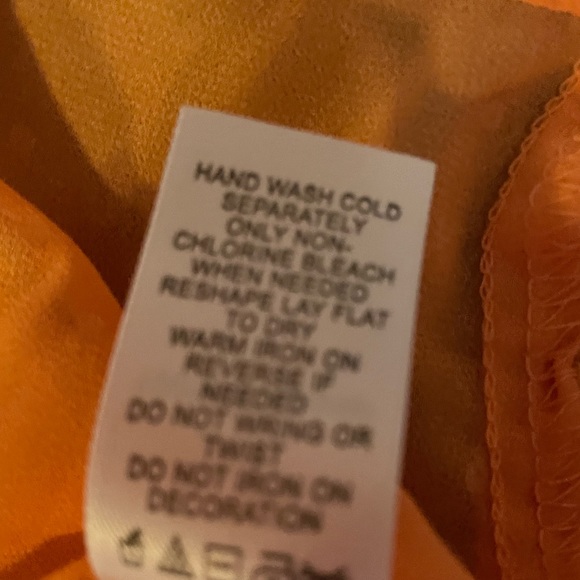 HAND WASH COLD
SEPARATELY
ONLY NON-
CHLORINE BLEACH
WHEN NEEDED
RESHAPE LAY FLAT
TO DRY
WARM IRON ON
REVERSE IF
NEEDED
DO NOT WRING OR
TWIST
DO NOT IRON ON
DECORATION